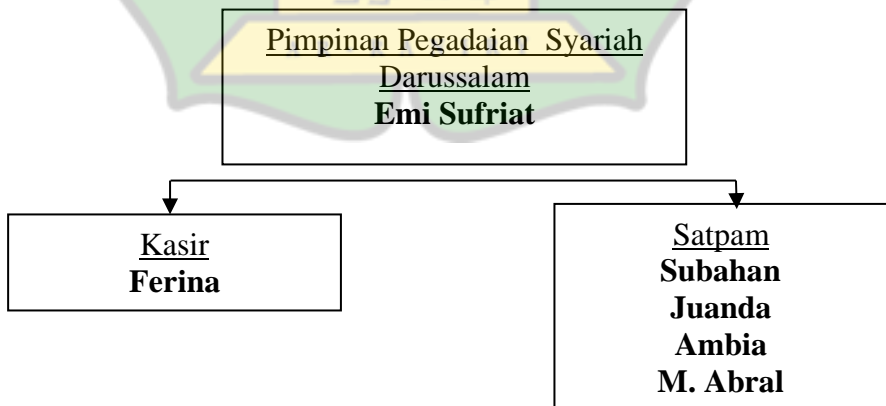 Pimpinan Pegadaian Syariah
Darussalam
Emi Sufriat
Kasir
Ferina
Satpam
Subahan
Juanda
Ambia
M. Abral